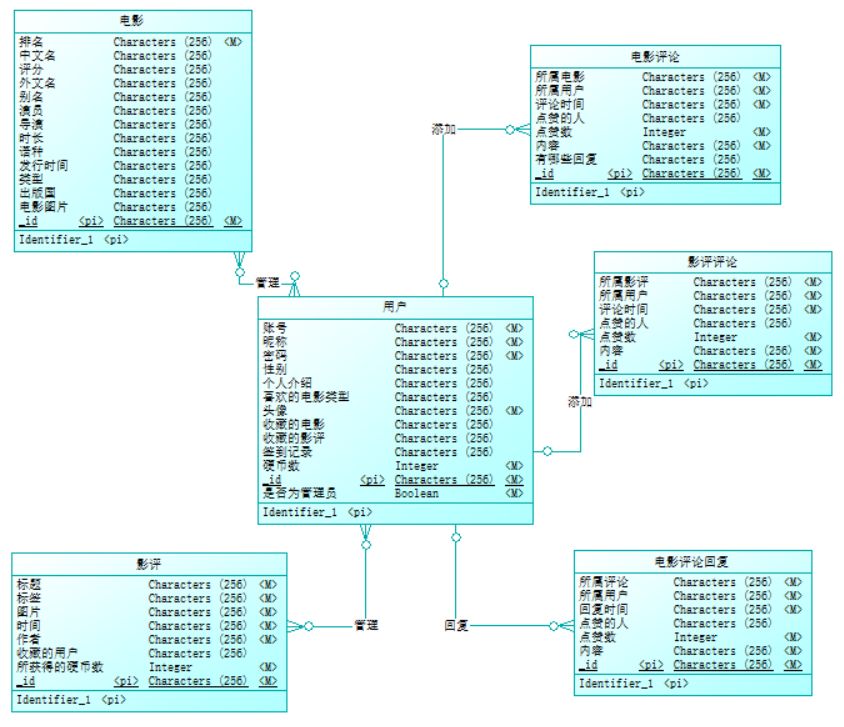 电影
排名 Characters (256) <M>
中文名 Characters (256)
评分 Characters (256)
外文名 Characters (256)
别名 Characters (256)
演员 Characters (256)
导演 Characters (256)
时长 Characters (256)
语种 Characters (256)
发行时间 Characters (256)
类型 Characters (256)
出版国 Characters (256)
电影图片 Characters (256)
_id <pi> Characters (256) <M>
Identifier_1 <pi>
管理
电影评论
所属电影 Characters (256) <M>
所属用户 Characters (256) <M>
评论时间 Characters (256) <M>
点赞的人 Characters (256)
点赞数 Integer <M>
内容 Characters (256) <M>
有哪些回复 Characters (256)
_id <pi> Characters (256) <M>
Identifier_1 <pi>
添加
影评评论
所属影评 Characters (256) <M>
所属用户 Characters (256) <M>
评论时间 Characters (256) <M>
点赞的人 Characters (256)
点赞数 Integer <M>
内容 Characters (256) <M>
_id <pi> Characters (256) <M>
Identifier_1 <pi>
添加
用户
账号 Characters (256) <M>
昵称 Characters (256) <M>
密码 Characters (256) <M>
性别 Characters (256)
个人介绍 Characters (256)
喜欢的电影类型 Characters (256)
头像 Characters (256) <M>
收藏的电影 Characters (256)
收藏的影评 Characters (256)
签到记录 Characters (256)
硬币数 Integer <M>
_id <pi> Characters (256) <M>
是否为管理员 Boolean <M>
Identifier_1 <pi>
影评
标题 Characters (256) <M>
标签 Characters (256) <M>
图片 Characters (256) <M>
时间 Characters (256) <M>
作者 Characters (256) <M>
收藏的用户 Characters (256)
所获得的硬币数 Integer <M>
_id <pi> Characters (256) <M>
Identifier_1 <pi>
管理
回复
电影评论回复
所属评论 Characters (256) <M>
所属用户 Characters (256) <M>
回复时间 Characters (256) <M>
点赞的人 Characters (256)
点赞数 Integer <M>
内容 Characters (256) <M>
_id <pi> Characters (256) <M>
Identifier_1 <pi>